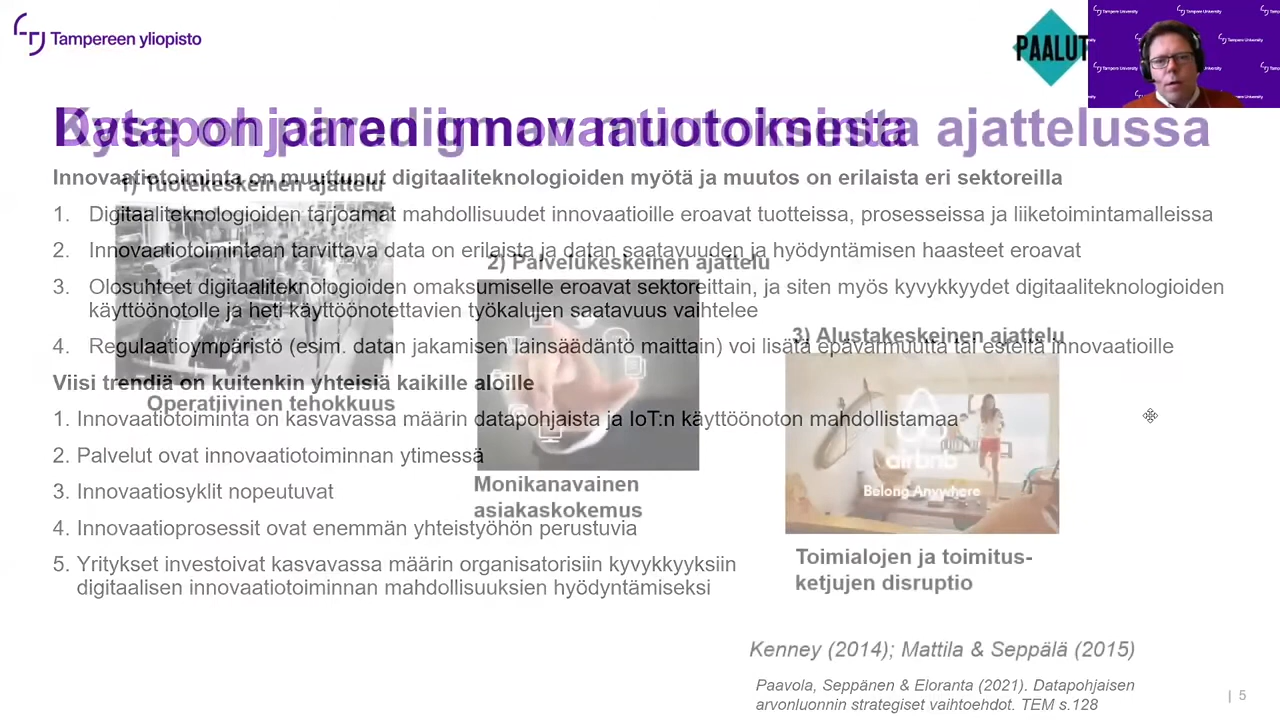 Tampereen yliopisto
PAALUT
ajattelussa
Innovaatiotoiminta on muuttunut digitaaliteknologioiden myötä ja muutos on erilaista eri sektoreilla
1) Tuotekeskeinen ajattelu
1. Digitaaliteknologioiden tarjoamat mahdollisuudet innovaatioille eroavat tuotteissa, prosesseissa ja liiketoimintamalleissa
2. Innovaatiotoimintaan tarvittava data on erilaista ja datan saatavuuden ja hyödyntämisen haasteet eroavat
2) Palvelukeskeinen ajattelu
3. Olosuhteet digitaaliteknologioiden omaksumiselle eroavat sektoreittain, ja siten myös kyvykkyydet digitaaliteknologioiden
käyttöönotolle ja heti käyttöönotettavien työkalujen saatavuus vaihtelee
3) Alustakeskeinen ajattelu
4. Regulaatioympäristö (esim. datan jakamisen lainsäädäntö maittain) voi lisätä epävarmuutta tai esteitä innovaatioille
Viisi trendiä on kuitenkin yhteisiä kaikille aloille
Operatiivinen tehokkuus
1. Innovaatiotoiminta on kasvavassa määrin datapohjaista ja IoT:n käyttöönoton mahdollistamaa
2. Palvelut ovat innovaatiotoiminnan ytimessä
airbnb
Belong Anywhere
3. Innovaatiosyklit nopeutuvat
Monikanavainen
asiakaskokemus
4. Innovaatioprosessit ovat enemmän yhteistyöhön perustuvia
Toimialojen ja toimitus-
ketjujen disruptio
5. Yritykset investoivat kasvavassa määrin organisatorisiin kyvykkyyksiin
digitaalisen innovaatiotoiminnan mahdollisuuksien hyödyntämiseksi
Kenney (2014); Mattila & Seppälä (2015)
Paavola, Seppänen & Eloranta (2021). Datapohjaisen
arvonluonnin strategiset vaihtoehdot. TEM s.128
| 5